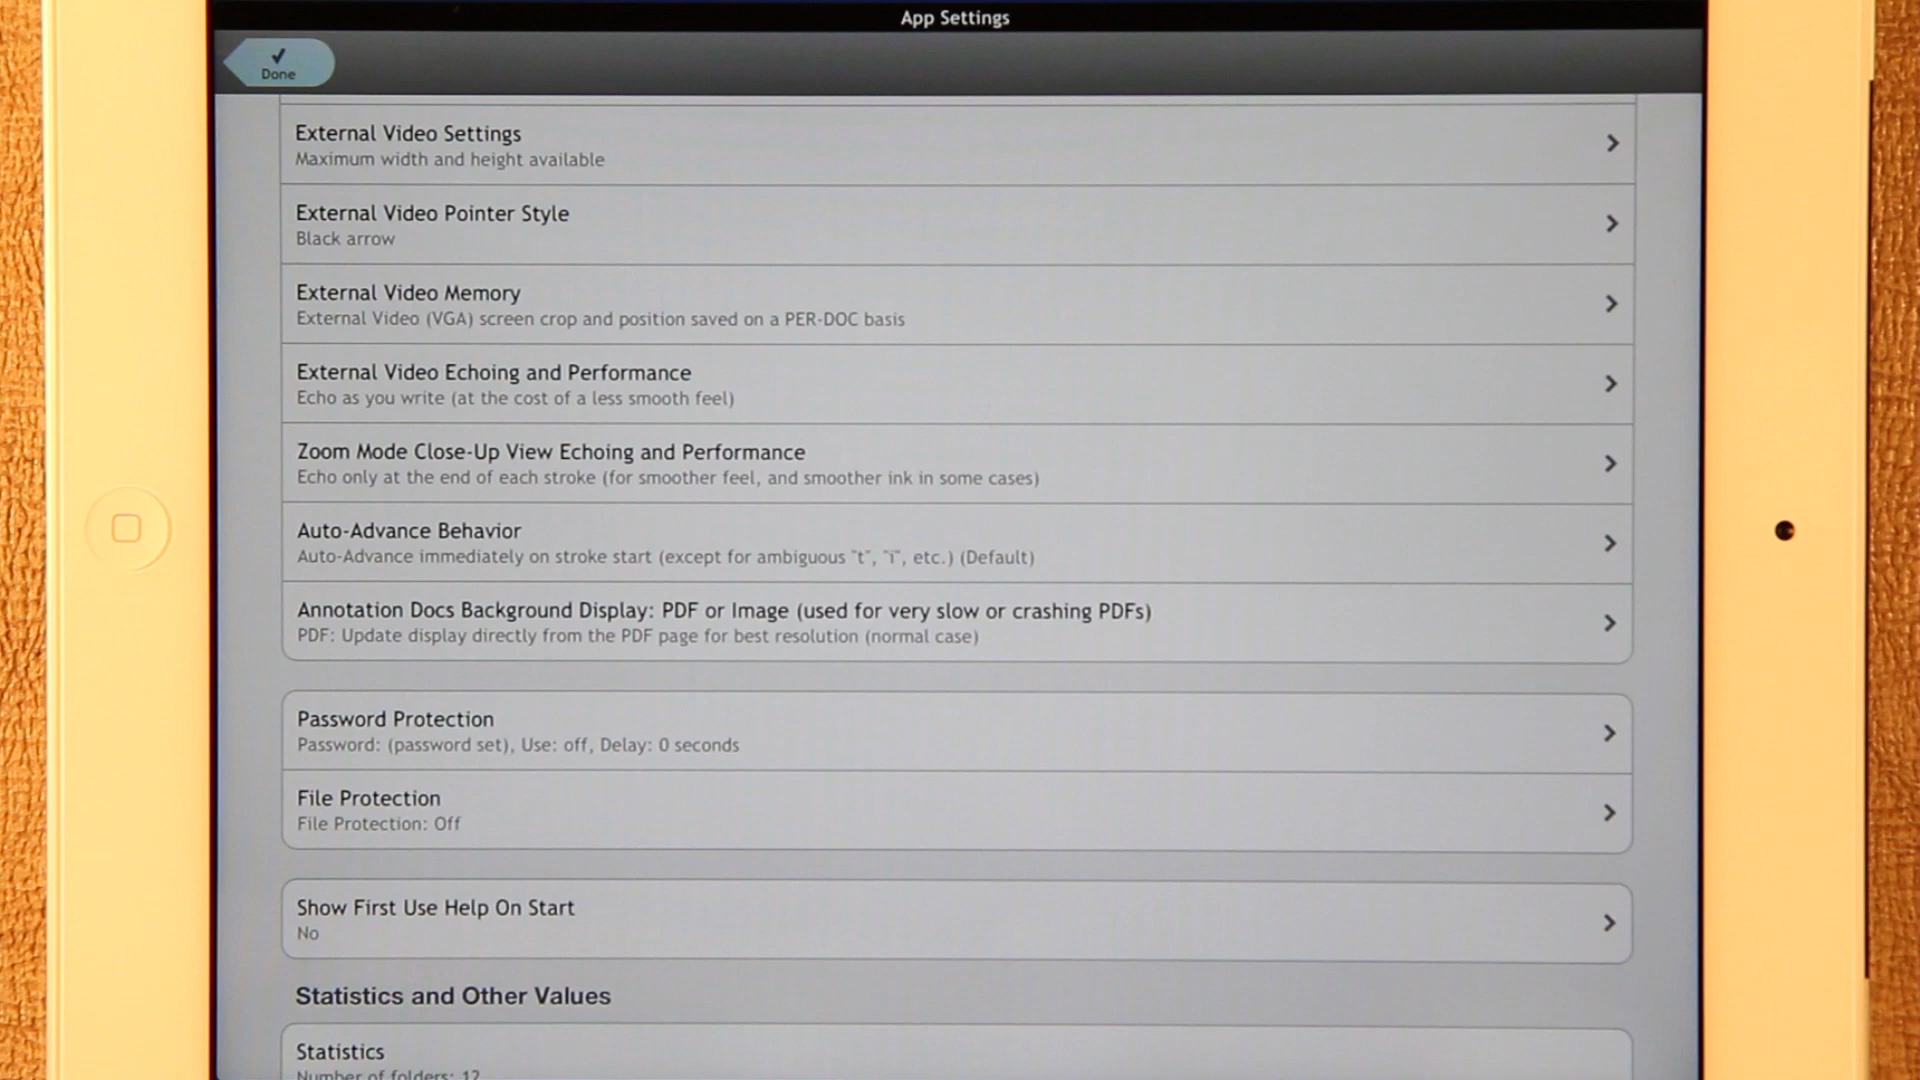 App Settings
Done
External Video Settings
Maximum width and height available
External Video Pointer Style
Black arrow
External Video Memory
External Video (VGA) screen crop and position saved on a PER-DOC basis
External Video Echoing and Performance
Echo as you write (at the cost of a less smooth feel)
Zoom Mode Close-Up View Echoing and Performance
Echo only at the end of each stroke (for smoother feel, and smoother ink in some cases)
Auto-Advance Behavior
Auto-Advance immediately on stroke start (except for ambiguous "t", "i", etc.) (Default)
Annotation Docs Background Display: PDF or Image (used for very slow or crashing PDFs)
PDF: Update display directly from the PDF page for best resolution (normal case)
Password Protection
Password: (password set), Use: off, Delay: 0 seconds
File Protection
File Protection: Off
Show First Use Help On Start
No
Statistics and Other Values
Statistics
Number of folders: 12